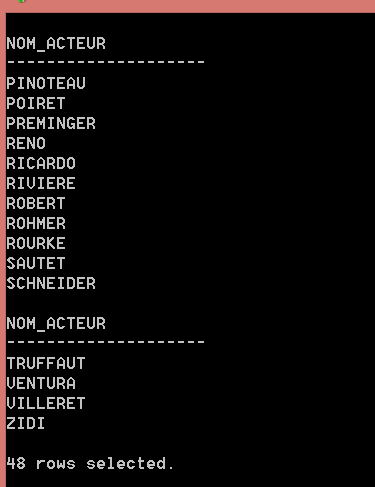 NOM_ACTEUR
--------------------
PINOTEAU
POIRET
PREMINGER
RENO
RICARDO
RIVIERE
ROBERT
ROHMER
ROURKE
SAUTET
SCHNEIDER
NOM_ACTEUR
--------------------
TRUFFAUT
VENTURA
VILLERET
ZIDI
48 rows selected.